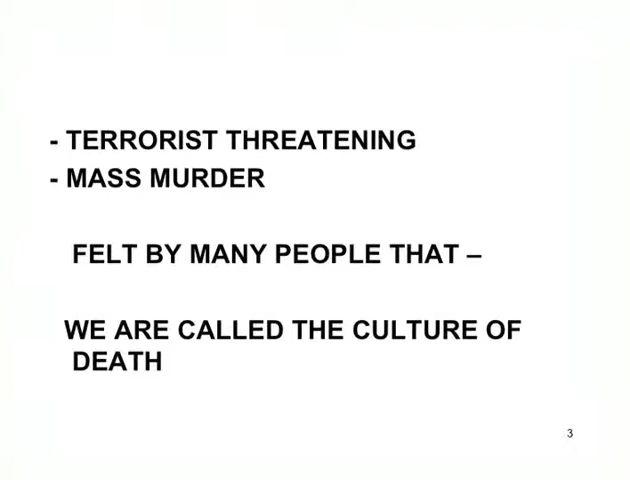 - TERRORIST THREATENING
- MASS MURDER
FELT BY MANY PEOPLE THAT –
WE ARE CALLED THE CULTURE OF
DEATH
3